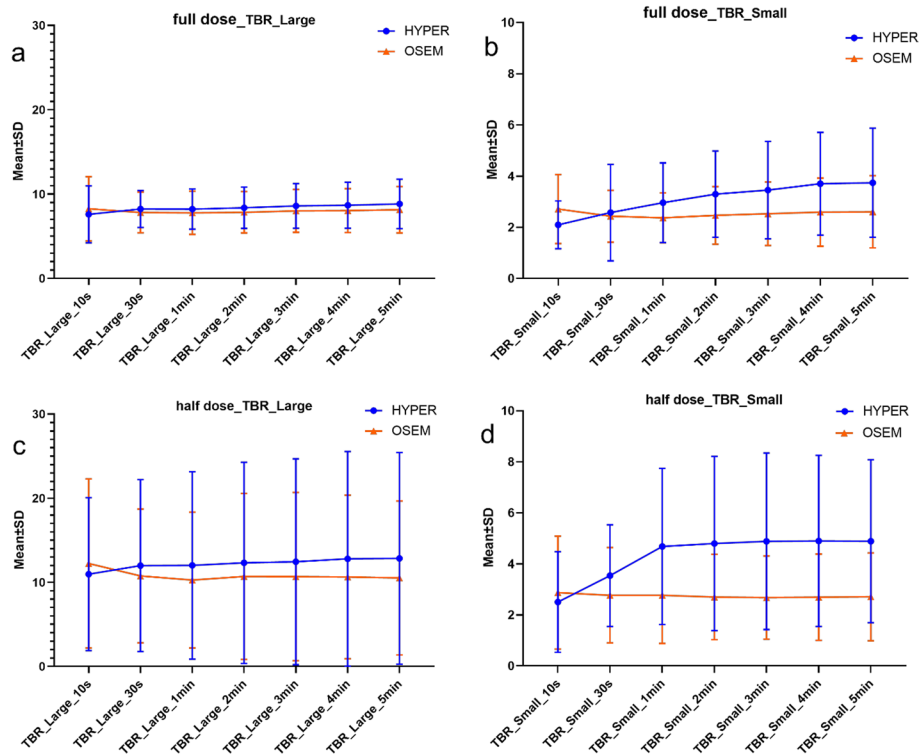 full dose_TBR_Large
a
HYPER
OSEM
Mean±SD
30
20
10
0
TBR_Large_10s
TBR_Large_30s
TBR_Large_1min
TBR_Large_2min
TBR_Large_3min
TBR_Large_4min
TBR_Large_5min
full dose_TBR_Small
b
HYPER
OSEM
Mean±SD
10
8
6
4
2
0
TBR_Small_10s
TBR_Small_30s
TBR_Small_1min
TBR_Small_2min
TBR_Small_3min
TBR_Small_4min
TBR_Small_5min
half dose_TBR_Large
c
HYPER
OSEM
Mean±SD
30
20
10
0
TBR_Large_10s
TBR_Large_30s
TBR_Large_1min
TBR_Large_2min
TBR_Large_3min
TBR_Large_4min
TBR_Large_5min
half dose_TBR_Small
d
HYPER
OSEM
Mean±SD
10
8
6
4
2
0
TBR_Small_10s
TBR_Small_30s
TBR_Small_1min
TBR_Small_2min
TBR_Small_3min
TBR_Small_4min
TBR_Small_5min